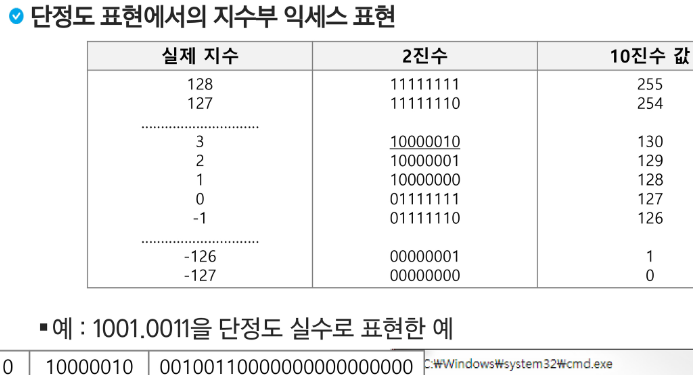 단정도 표현에서의 지수부 익세스 표현
실제 지수 2진수 10진수 값
128 11111111 255
127 11111110 254
..............................
3 10000010 130
2 10000001 129
1 10000000 128
0 01111111 127
-1 01111110 126
..............................
-126 00000001 1
-127 00000000 0
▪예 : 1001.0011을 단정도 실수로 표현한 예
0 10000010 00100110000000000000000 C:₩Windows₩system32₩cmd.exe